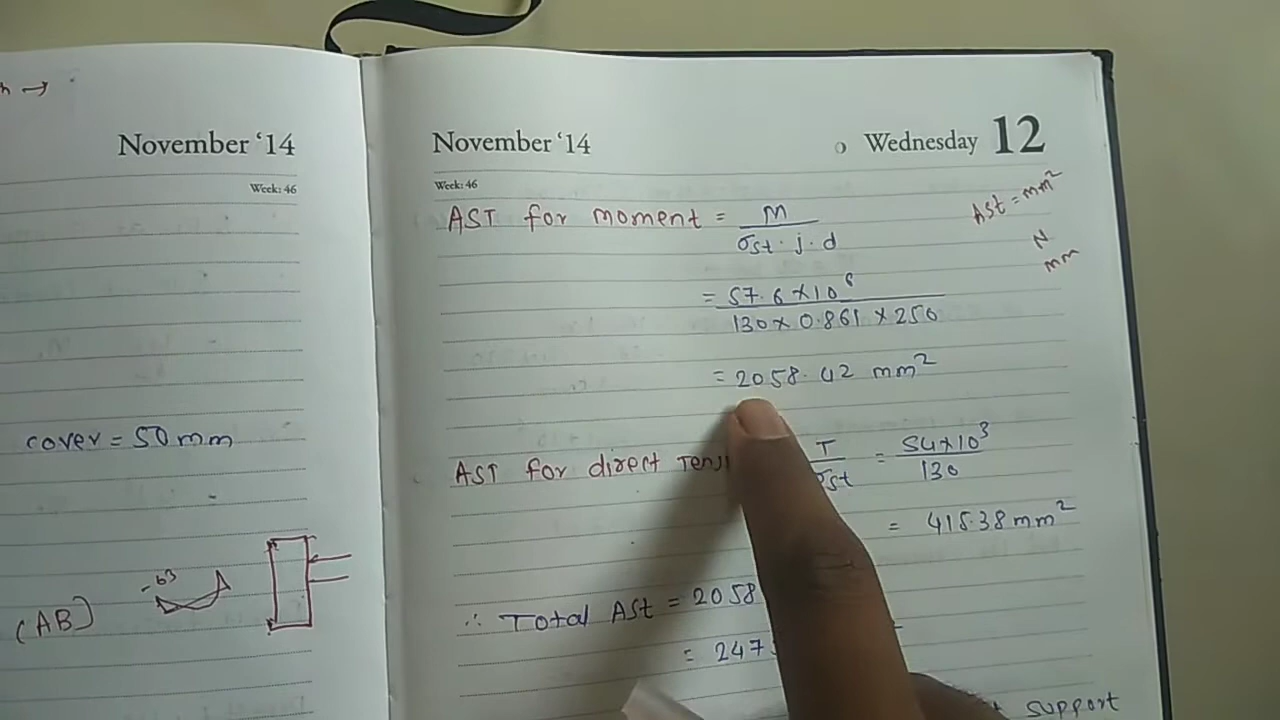 November '14
Week: 46
cover = 50 mm
(AB)
-63
November '14
Wednesday 12
Week: 46
Ast = mm²
N
mm
AST for moment = M / σst · j · d
= 57.6 × 10⁶ / 130 × 0.861 × 250
= 2058.42 mm²
AST for direct = T / σst = 54×10³ / 130
= 415.38 mm²
∴ Total Ast = 2058
= 247
support